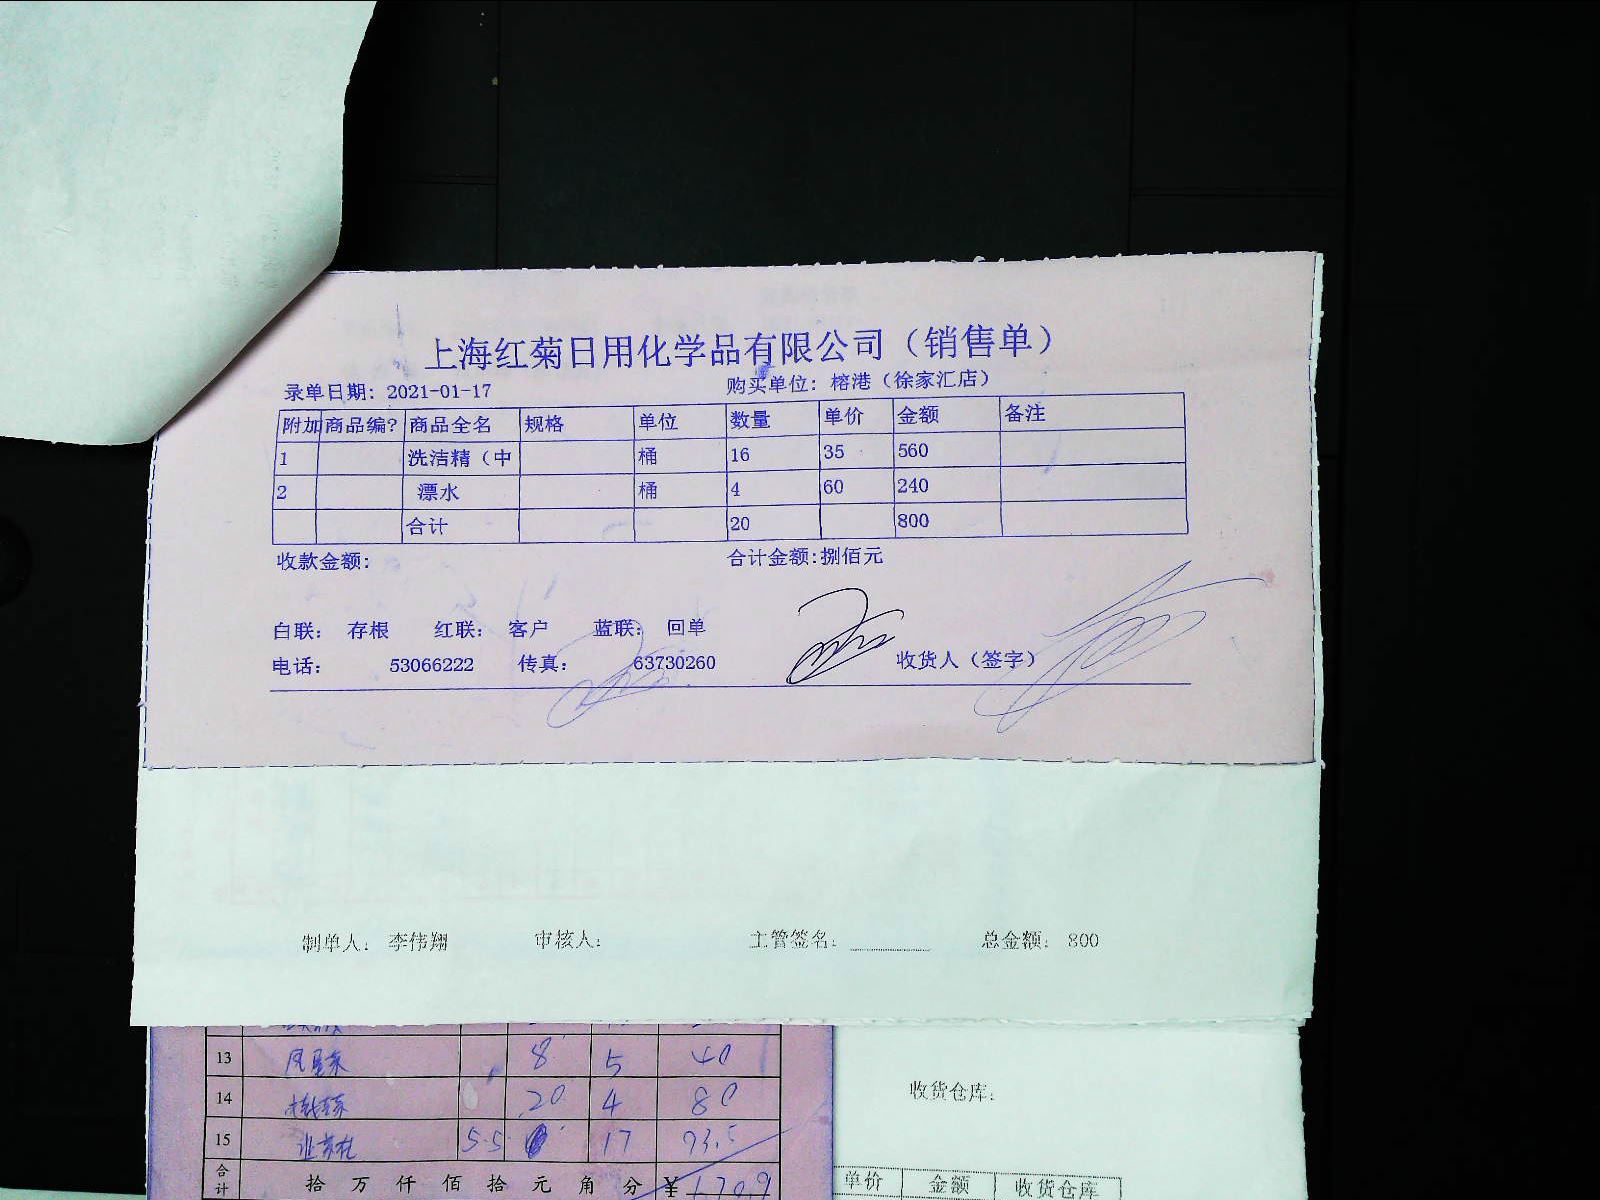 上海红菊日用化学品有限公司（销售单）
录单日期：2021-01-17 购买单位：榕港（徐家汇店）
附加 商品编? 商品全名 规格 单位 数量 单价 金额 备注
1 洗洁精（中 桶 16 35 560
2 漂水 桶 4 60 240
合计 20 800
收款金额: 合计金额:捌佰元
白联： 存根 红联： 客户 蓝联： 回单
电话： 53066222 传真： 63730260 收货人（签字）
制单人： 李伟翔 审核人： 主管签名： 总金额： 800
13 8 5 40
14 20 4 80
15 5.5 17 93.5
合计 拾 万 仟 佰 拾 元 角 分 ¥
收货仓库：
单价 金额 收货仓库